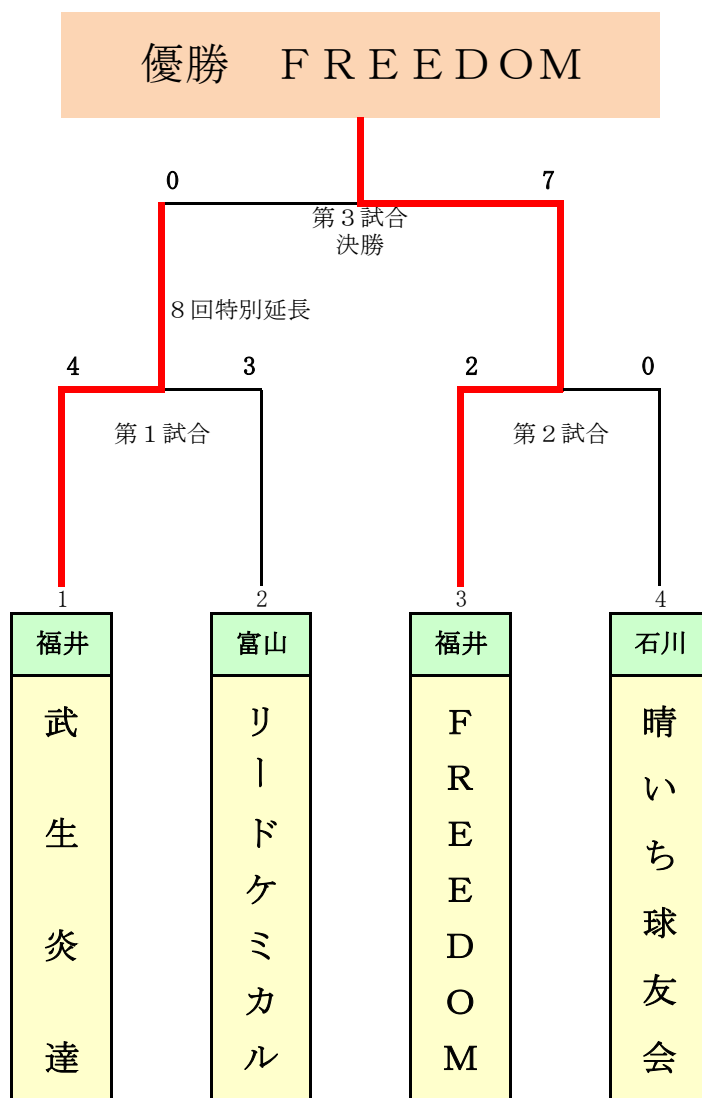 優勝　ＦＲＥＥＤＯＭ
0
7
第３試合
決勝
８回特別延長
4
3
2
0
第１試合
第２試合
1
2
3
4
福井
富山
福井
石川
武生炎達
リードケミカル
ＦＲＥＥＤＯＭ
晴いち球友会